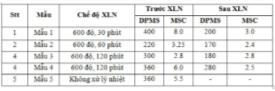 Stt Mẫu Chế độ XLN Trước XLN Sau XLN
DPMS MSC DPMS MSC
1 Mẫu 1 600 độ, 30 phút 400 8.0 200 3.0
2 Mẫu 2 600 độ, 60 phút 220 3.25 170 2.4
4 Mẫu 3 600 độ, 120 phút 300 2.8 180 2.8
4 Mẫu 4 600 độ, 120 phút 360 6.0 280 2.5
5 Mẫu 5 Không xử lý nhiệt 360 5.5 - -